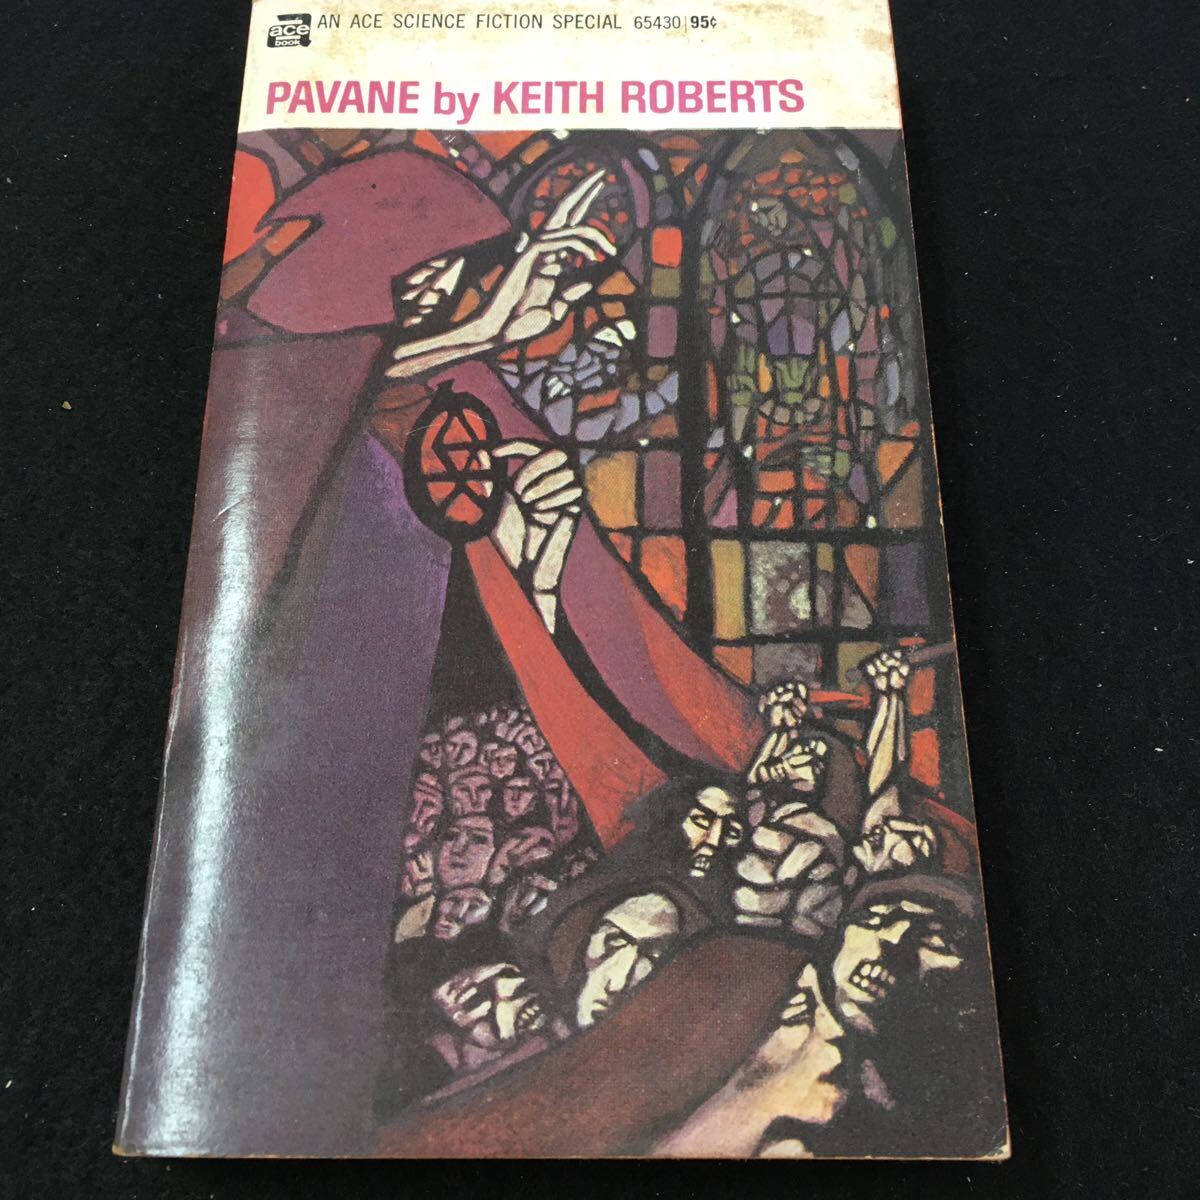 ace
book
AN ACE SCIENCE FICTION SPECIAL 65430 | 95¢
PAVANE by KEITH ROBERTS